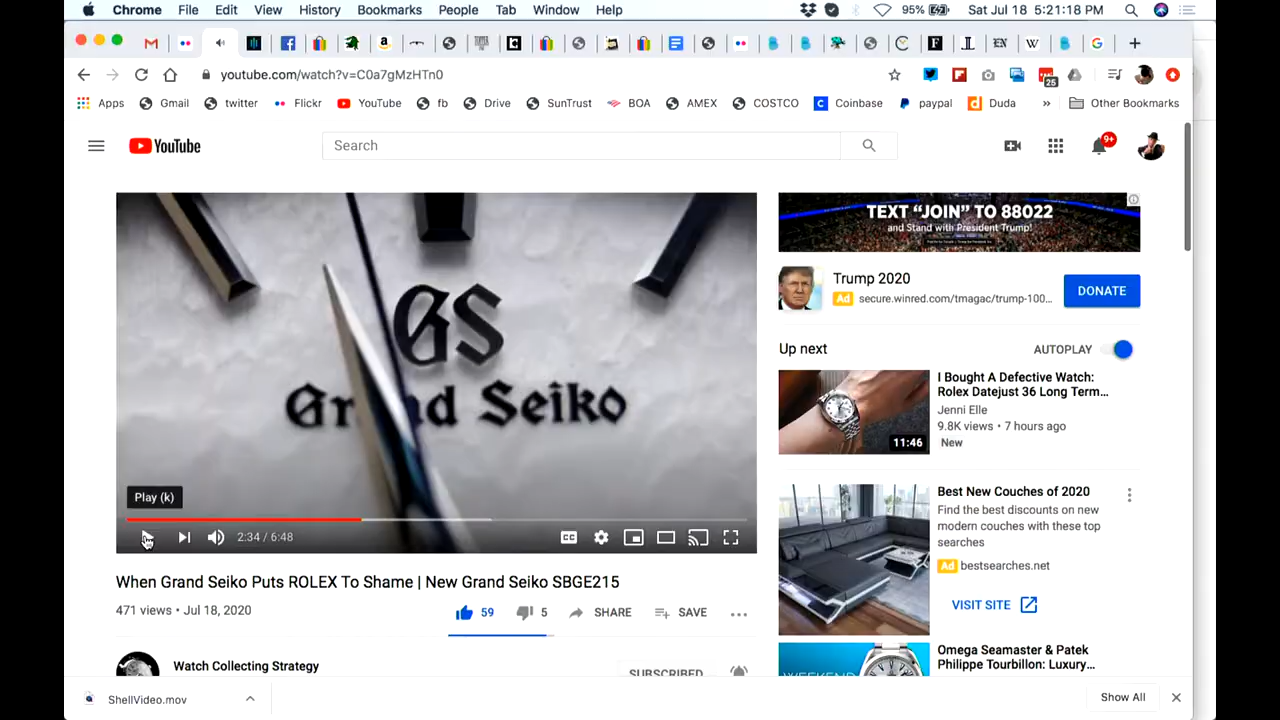 Chrome File Edit View History Bookmarks People Tab Window Help 95% Sat Jul 18 5:21:18 PM
youtube.com/watch?v=C0a7gMzHTn0
25
Apps Gmail twitter Flickr YouTube fb Drive SunTrust BOA AMEX COSTCO Coinbase paypal Duda » Other Bookmarks
YouTube
Search
9+
GS
Grand Seiko
Play (k)
2:34 / 6:48
When Grand Seiko Puts ROLEX To Shame | New Grand Seiko SBGE215
471 views • Jul 18, 2020
59 5 SHARE SAVE
Watch Collecting Strategy
SUBSCRIBED
TEXT “JOIN” TO 88022
and Stand with President Trump!
Trump 2020
Ad secure.winred.com/tmagac/trump-100...
DONATE
Up next
AUTOPLAY
I Bought A Defective Watch:
Rolex Datejust 36 Long Term...
Jenni Elle
9.8K views • 7 hours ago
New
11:46
Best New Couches of 2020
Find the best discounts on new
modern couches with these top
searches
Ad bestsearches.net
VISIT SITE
Omega Seamaster & Patek
Philippe Tourbillon: Luxury...
WEEKEND
ShellVideo.mov
Show All